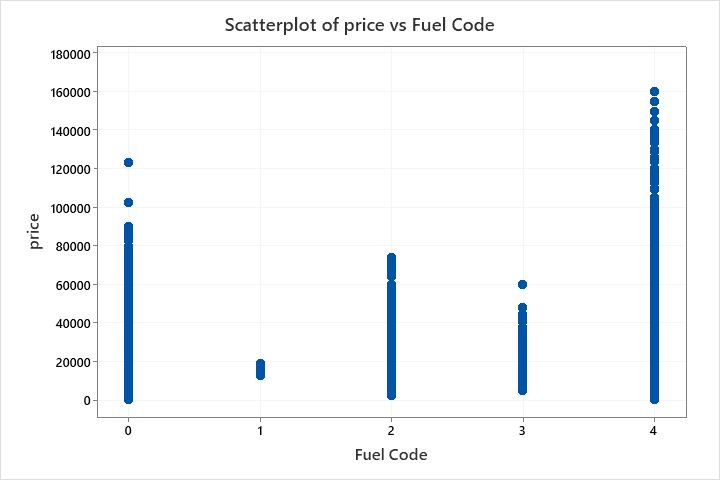 Scatterplot of price vs Fuel Code
180000
160000
140000
120000
100000
80000
60000
40000
20000
0
price
0 1 2 3 4
Fuel Code